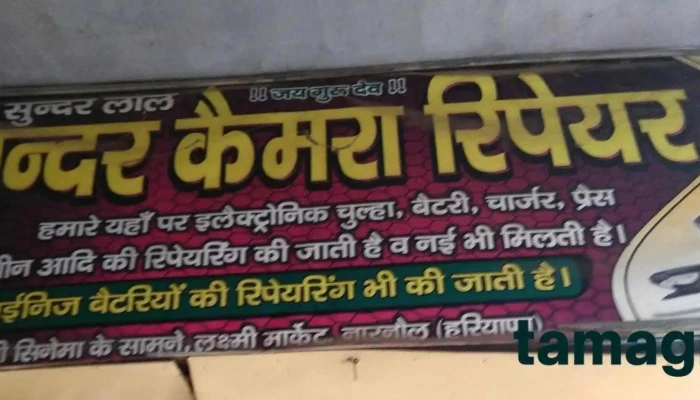 !! जय गुरू देव !!
सुन्दर लाल
न्दर कैमरा रिपेयर
हमारे यहाँ पर इलैक्ट्रोनिक चुल्हा, बैटरी, चार्जर, प्रैस
ीन आदि की रिपेयरिंग की जाती है व नई भी मिलती है।
ाईनिज बैटरियों की रिपेयरिंग भी की जाती है।
सिनेमा के सामने, लक्ष्मी मार्केट, नारनौल (हरियाणा)
tamag